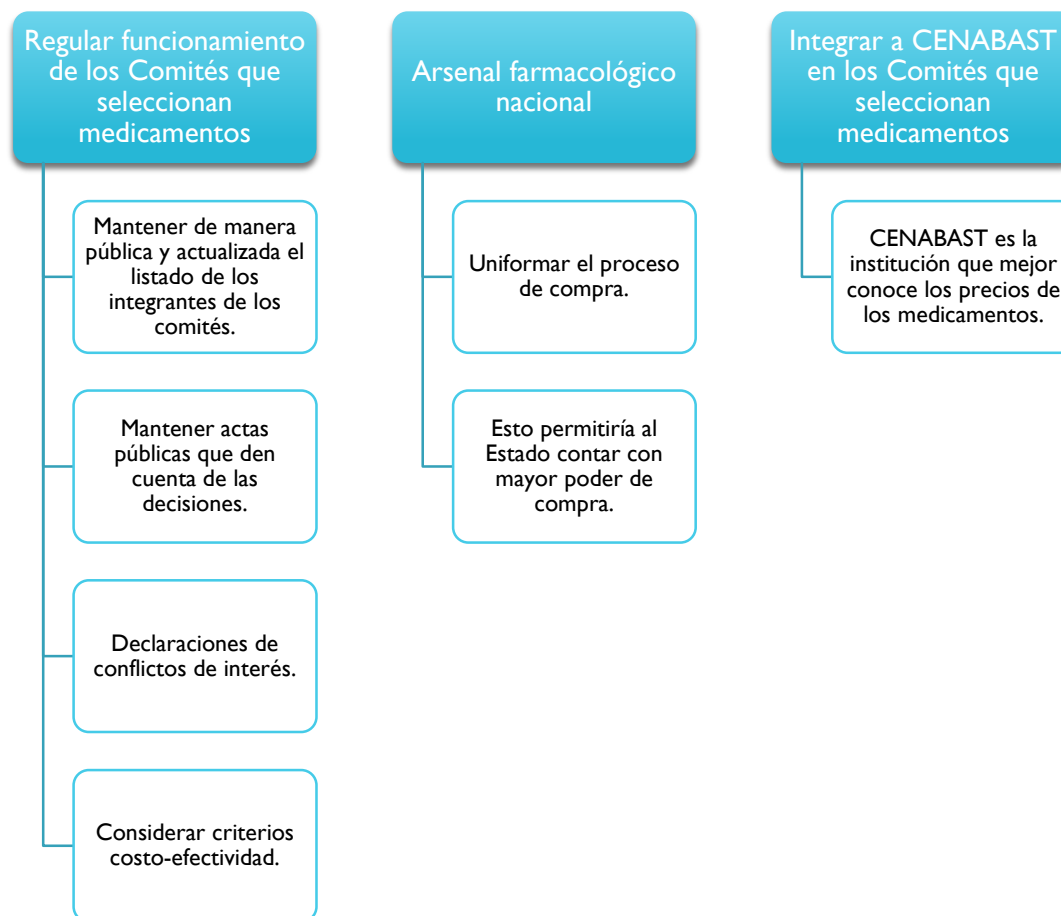 Regular funcionamiento
de los Comités que
seleccionan
medicamentos
Mantener de manera
pública y actualizada el
listado de los
integrantes de los
comités.
Mantener actas
públicas que den
cuenta de las
decisiones.
Declaraciones de
conflictos de interés.
Considerar criterios
costo-efectividad.
Arsenal farmacológico
nacional
Uniformar el proceso
de compra.
Esto permitiría al
Estado contar con
mayor poder de
compra.
Integrar a CENABAST
en los Comités que
seleccionan
medicamentos
CENABAST es la
institución que mejor
conoce los precios de
los medicamentos.